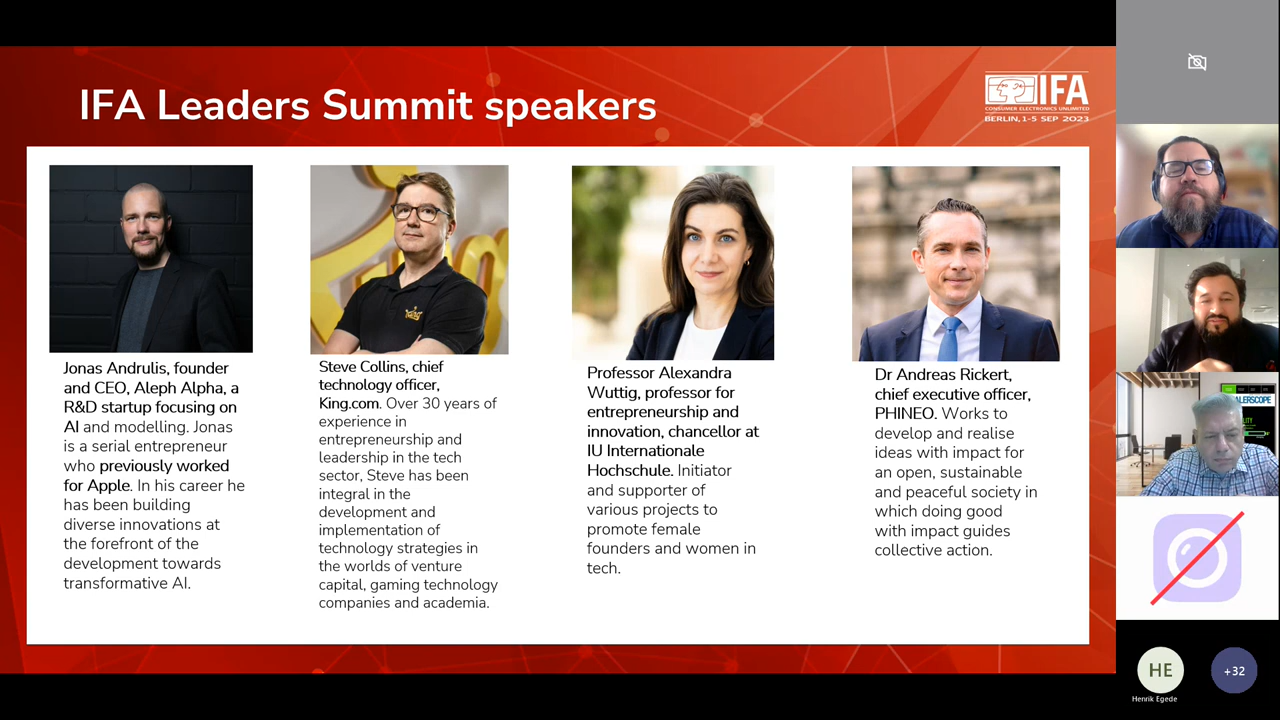 IFA Leaders Summit speakers
IFA
CONSUMER ELECTRONICS UNLIMITED
BERLIN, 1-5 SEP 2023
Jonas Andrulis, founder
and CEO, Aleph Alpha, a
R&D startup focusing on
AI and modelling. Jonas
is a serial entrepreneur
who previously worked
for Apple. In his career he
has been building
diverse innovations at
the forefront of the
development towards
transformative AI.
Steve Collins, chief
technology officer,
King.com. Over 30 years of
experience in
entrepreneurship and
leadership in the tech
sector, Steve has been
integral in the
development and
implementation of
technology strategies in
the worlds of venture
capital, gaming technology
companies and academia.
Professor Alexandra
Wuttig, professor for
entrepreneurship and
innovation, chancellor at
IU Internationale
Hochschule. Initiator
and supporter of
various projects to
promote female
founders and women in
tech.
Dr Andreas Rickert,
chief executive officer,
PHINEO. Works to
develop and realise
ideas with impact for
an open, sustainable
and peaceful society in
which doing good
with impact guides
collective action.
ALERSCOPE
HE
+32
Henrik Egede